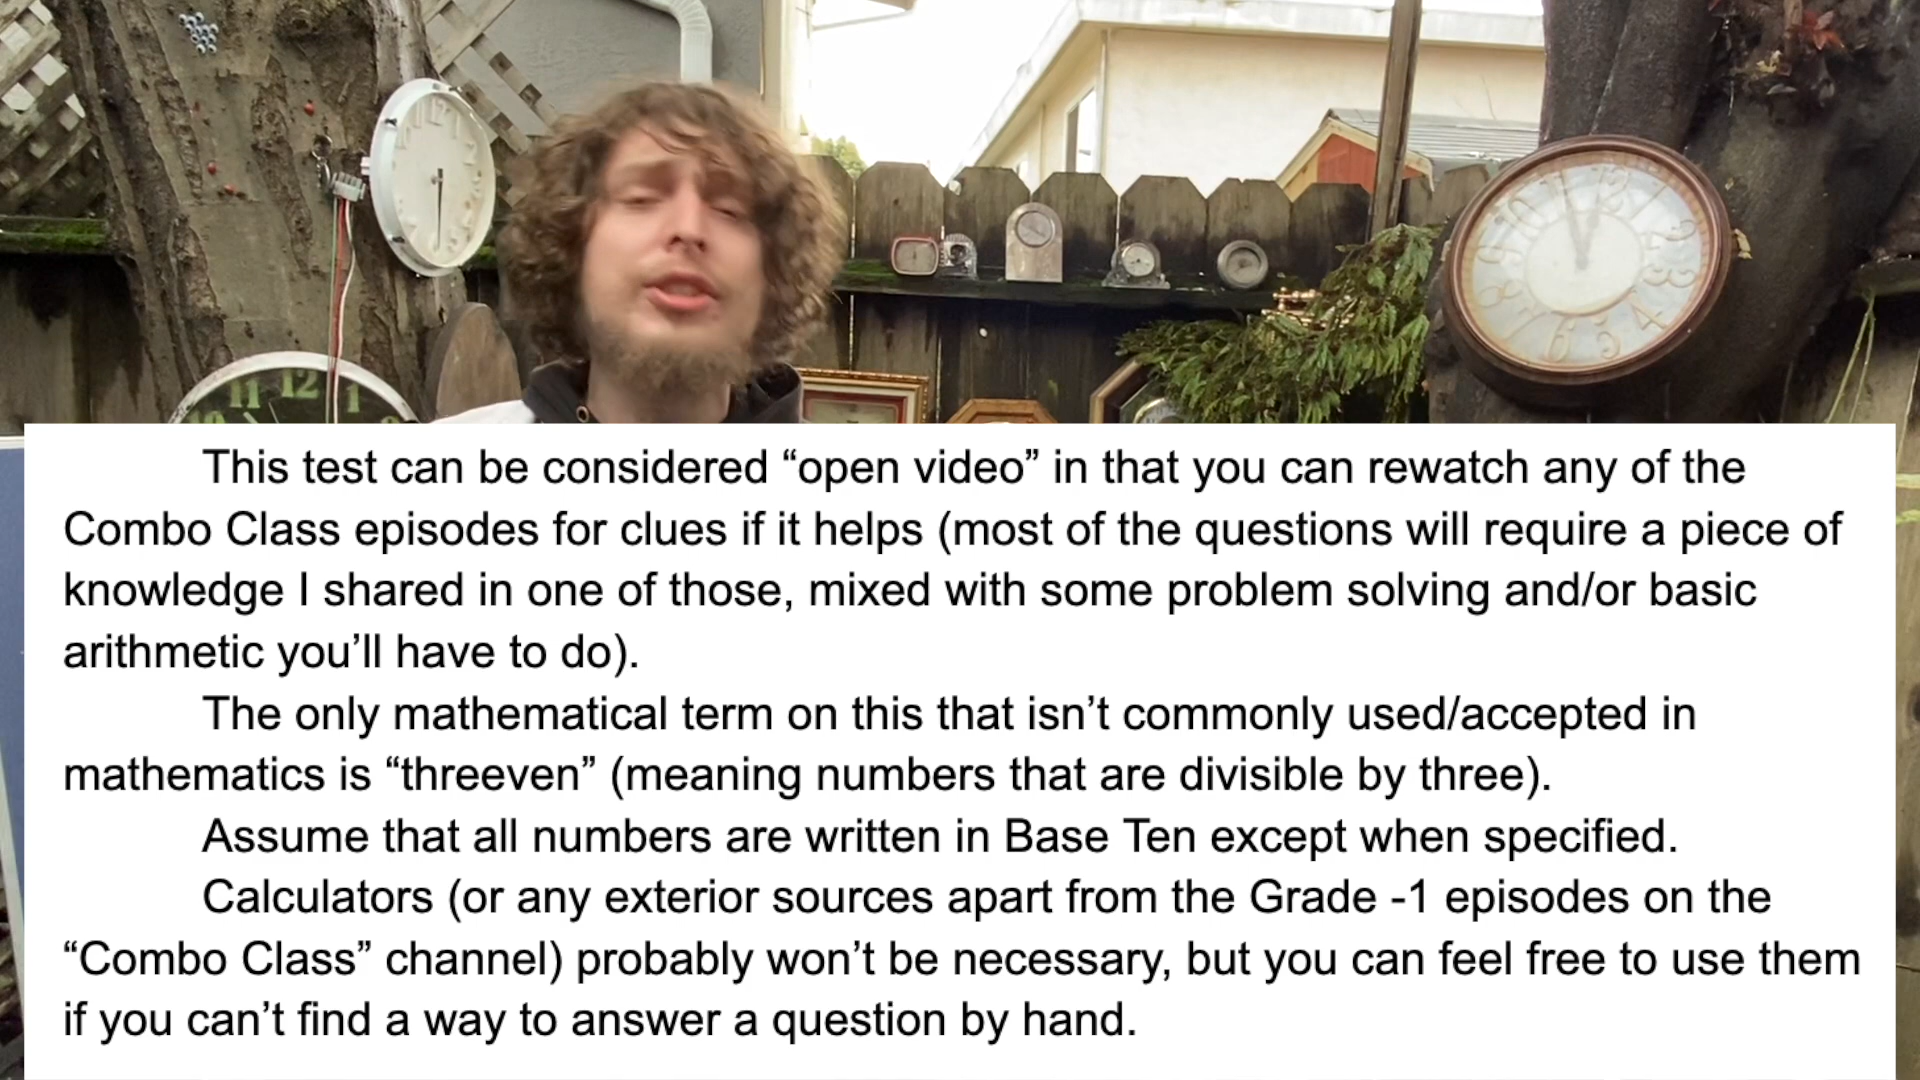 11 12 1
10
This test can be considered “open video” in that you can rewatch any of the
Combo Class episodes for clues if it helps (most of the questions will require a piece of
knowledge I shared in one of those, mixed with some problem solving and/or basic
arithmetic you’ll have to do).
The only mathematical term on this that isn’t commonly used/accepted in
mathematics is “threeven” (meaning numbers that are divisible by three).
Assume that all numbers are written in Base Ten except when specified.
Calculators (or any exterior sources apart from the Grade -1 episodes on the
“Combo Class” channel) probably won’t be necessary, but you can feel free to use them
if you can’t find a way to answer a question by hand.